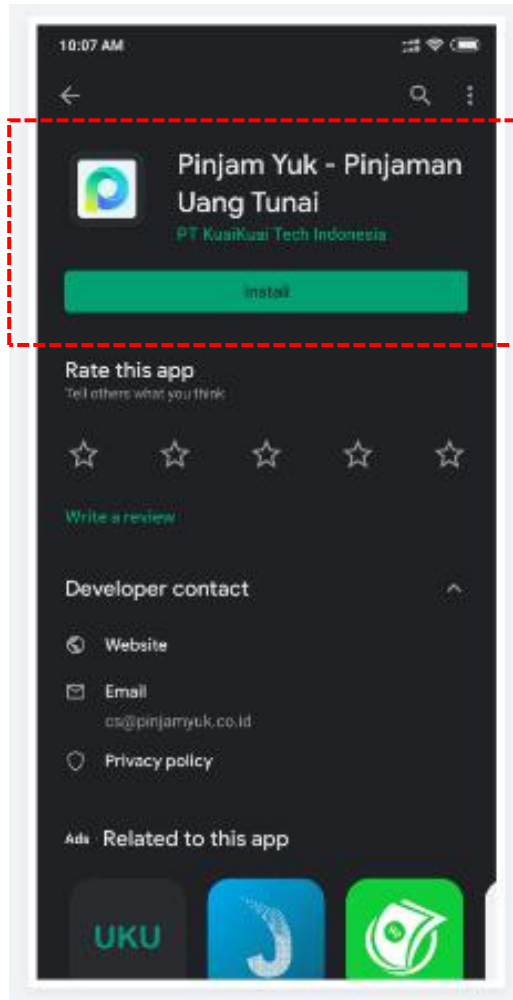 10:07 AM
Pinjam Yuk - Pinjaman
Uang Tunai
PT KuaiKuai Tech Indonesia
Install
Rate this app
Tell others what you think
Write a review
Developer contact
Website
Email
cs@pinjamyuk.co.id
Privacy policy
Ads · Related to this app
UKU
Rp